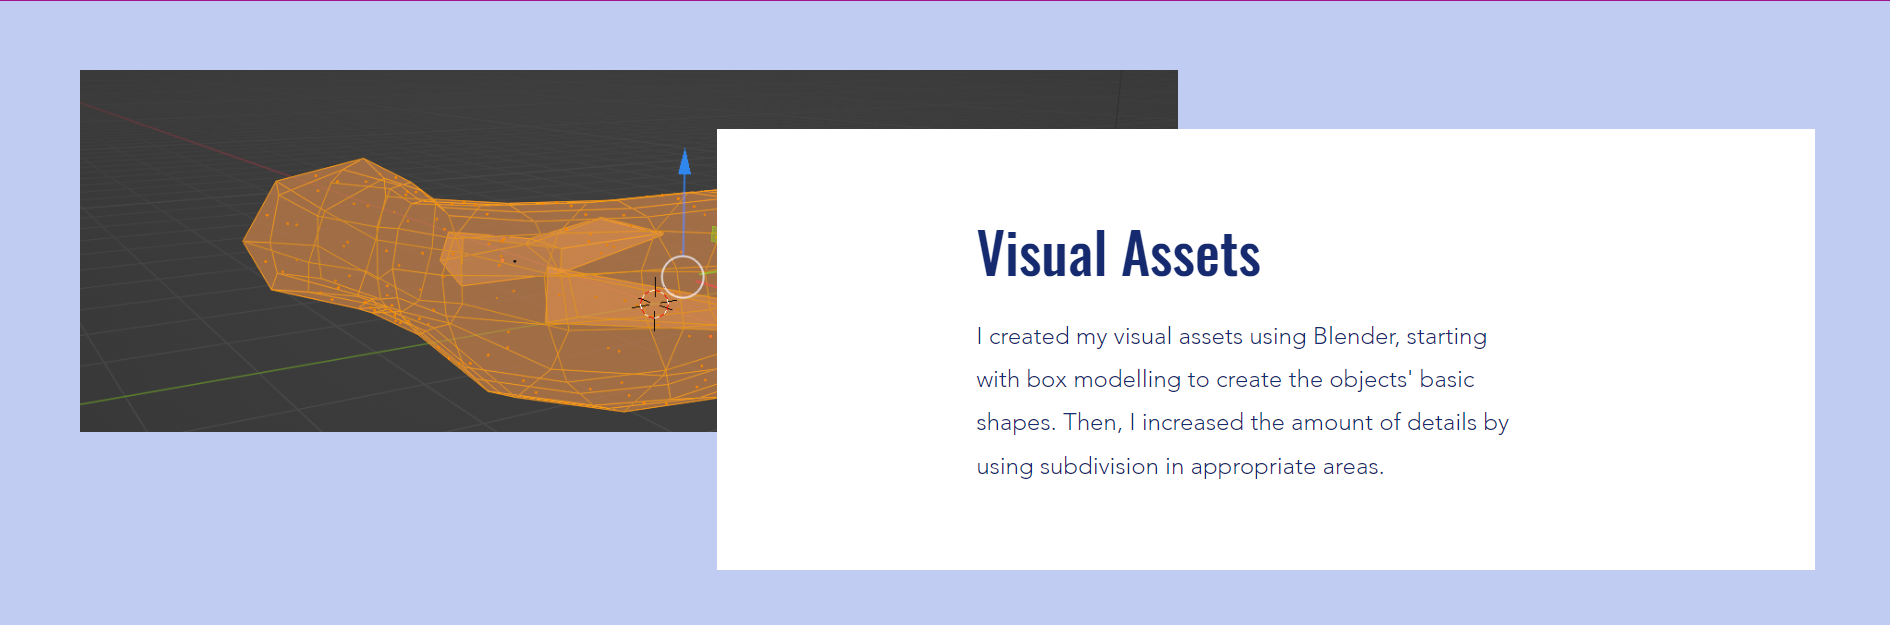 Visual Assets
I created my visual assets using Blender, starting
with box modelling to create the objects' basic
shapes. Then, I increased the amount of details by
using subdivision in appropriate areas.